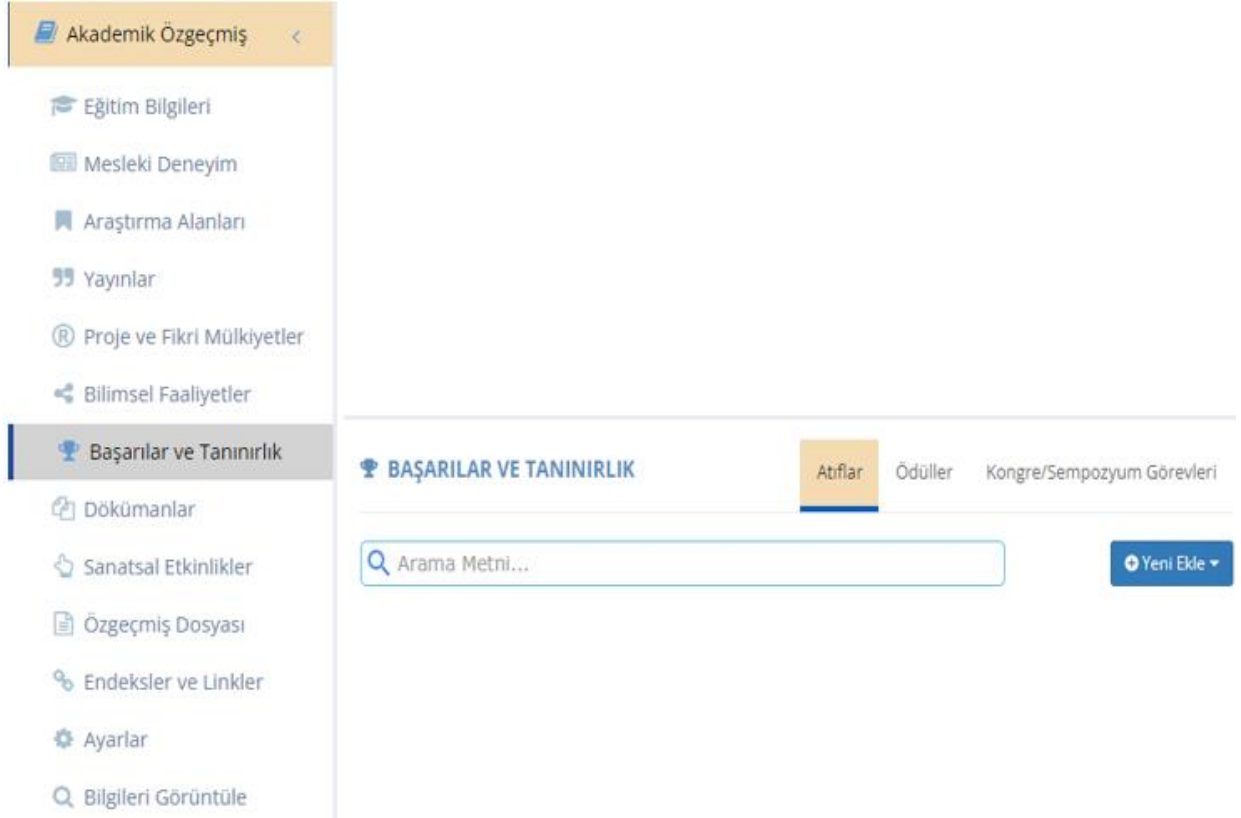 Akademik Özgeçmiş
Eğitim Bilgileri
Mesleki Deneyim
Araştırma Alanları
Yayınlar
Proje ve Fikri Mülkiyetler
Bilimsel Faaliyetler
Başarılar ve Tanınırlık
Dökümanlar
Sanatsal Etkinlikler
Özgeçmiş Dosyası
Endeksler ve Linkler
Ayarlar
Bilgileri Görüntüle
BAŞARILAR VE TANINIRLIK Atıflar Ödüller Kongre/Sempozyum Görevleri
Arama Metni... Yeni Ekle